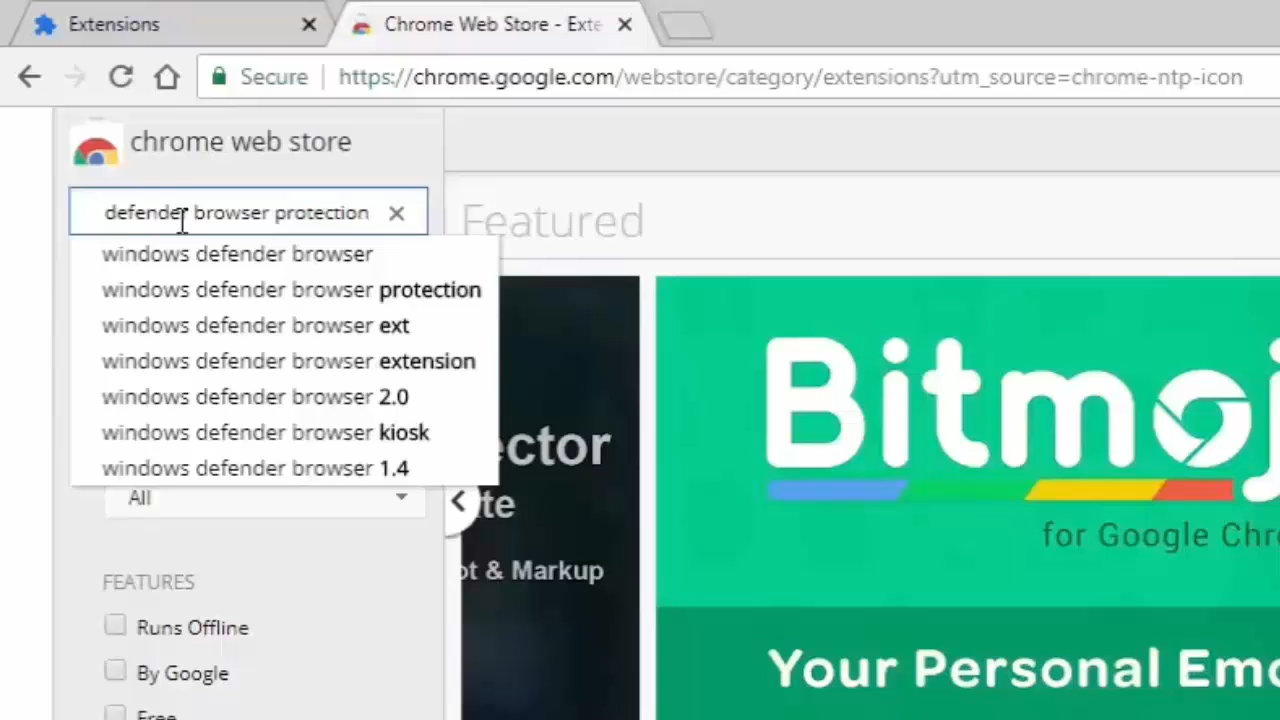 Extensions
Chrome Web Store - Exte
Secure
https://chrome.google.com/webstore/category/extensions?utm_source=chrome-ntp-icon
chrome web store
defender browser protection
Featured
windows defender browser
windows defender browser protection
windows defender browser ext
windows defender browser extension
windows defender browser 2.0
windows defender browser kiosk
windows defender browser 1.4
All
FEATURES
Runs Offline
By Google
Free
ector
te
ot & Markup
Bitmoj
for Google Chr
Your Personal Emo